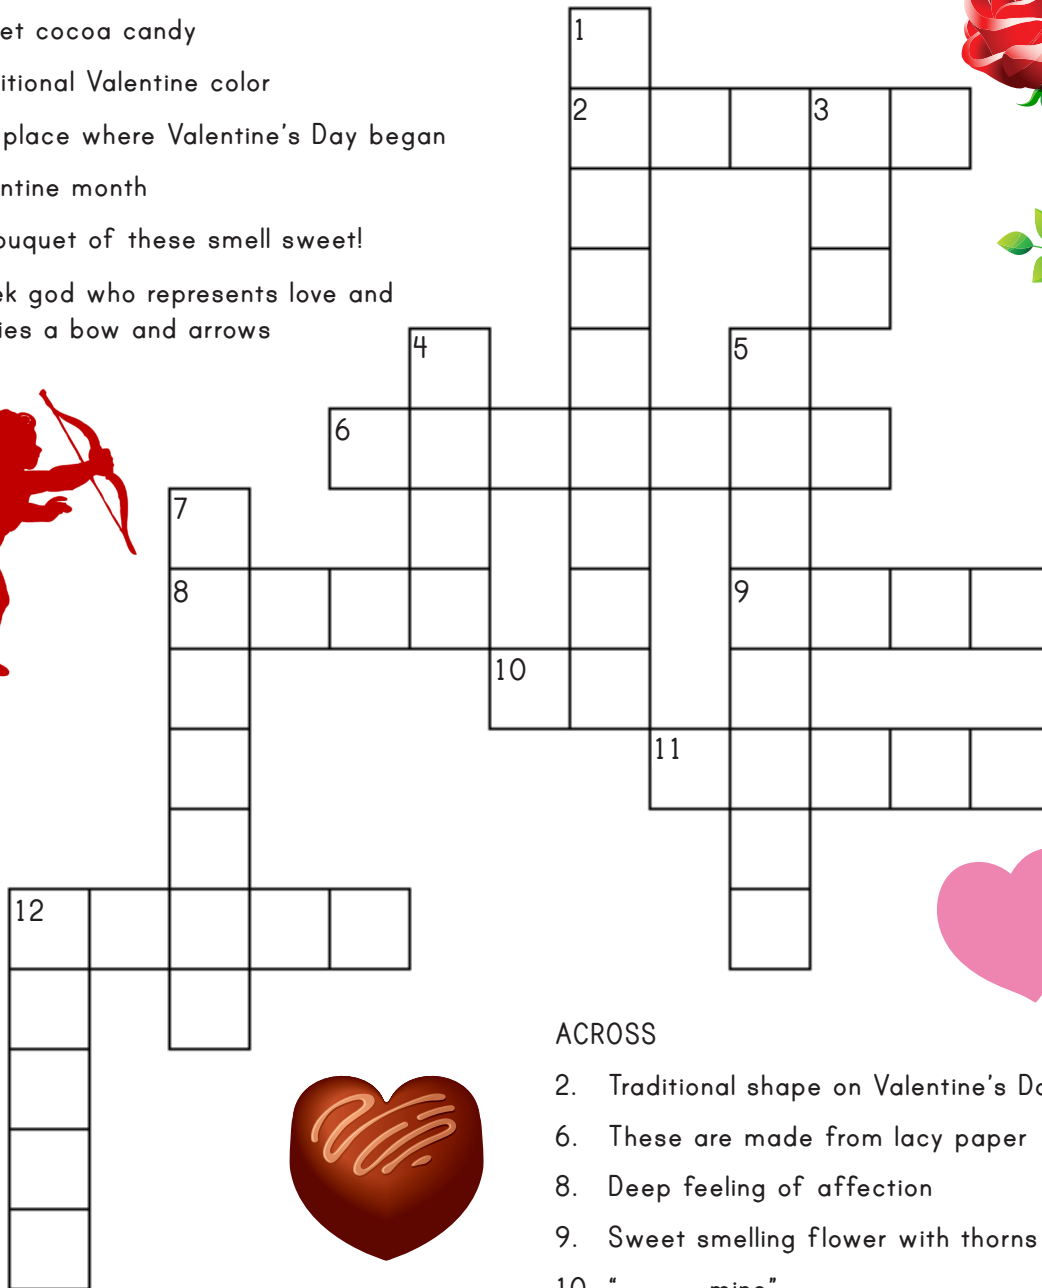 et cocoa candy
itional Valentine color
place where Valentine's Day began
ntine month
ouquet of these smell sweet!
ek god who represents love and
ies a bow and arrows
1
2
3
4
5
6
7
8
9
10
11
12
ACROSS
2. Traditional shape on Valentine's Da
6. These are made from lacy paper
8. Deep feeling of affection
9. Sweet smelling flower with thorns
10 " mine"